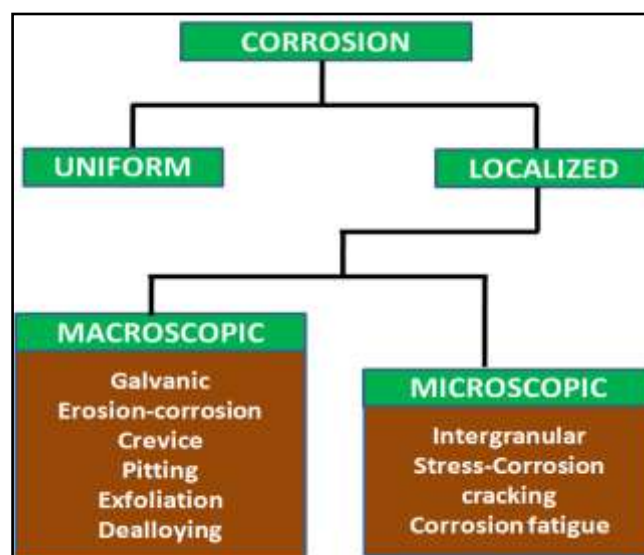 CORROSION
UNIFORM
LOCALIZED
MACROSCOPIC
Galvanic
Erosion-corrosion
Crevice
Pitting
Exfoliation
Dealloying
MICROSCOPIC
Intergranular
Stress-Corrosion
cracking
Corrosion fatigue